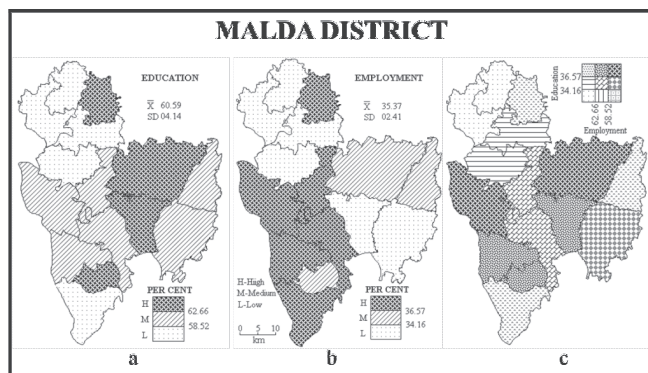 MALDA DISTRICT
EDUCATION
X̅ 60.59
SD 04.14
PER CENT
H
62.66
M
58.52
L
a
EMPLOYMENT
X̅ 35.37
SD 02.41
H-High
M-Medium
L-Low
0 5 10
km
PER CENT
H
36.57
M
34.16
L
b
Education
36.57
34.16
62.66
58.52
Employment
c